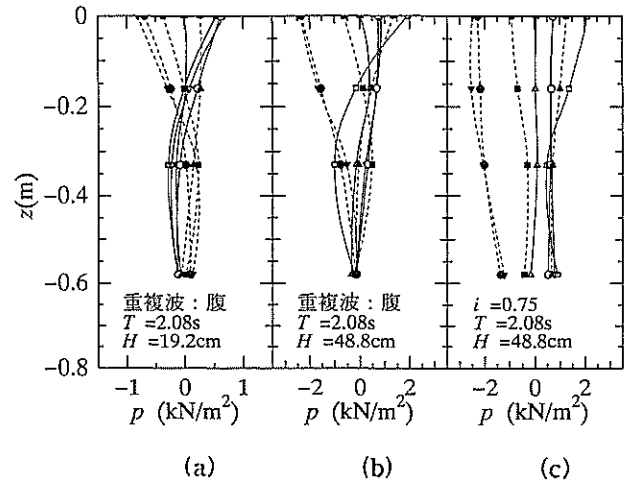 0
−0.2
−0.4
−0.6
−0.8
z(m)
重複波：腹
T =2.08s
H =19.2cm
重複波：腹
T =2.08s
H =48.8cm
i =0.75
T =2.08s
H =48.8cm
−1 0 1
−2 0 2
−2 0 2
p (kN/m²)
p (kN/m²)
p (kN/m²)
(a)
(b)
(c)